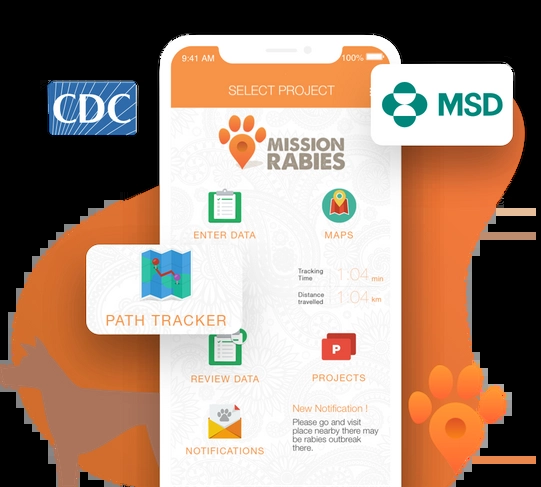 9:41 AM
100%
SELECT PROJECT
CDC
MSD
MISSION
RABIES
ENTER DATA
MAPS
PATH TRACKER
Tracking
Time
1:04 min
Distance
travelled
1:04 km
REVIEW DATA
P
PROJECTS
NOTIFICATIONS
New Notification !
Please go and visit
place nearby there may
be rabies outbreak
there.